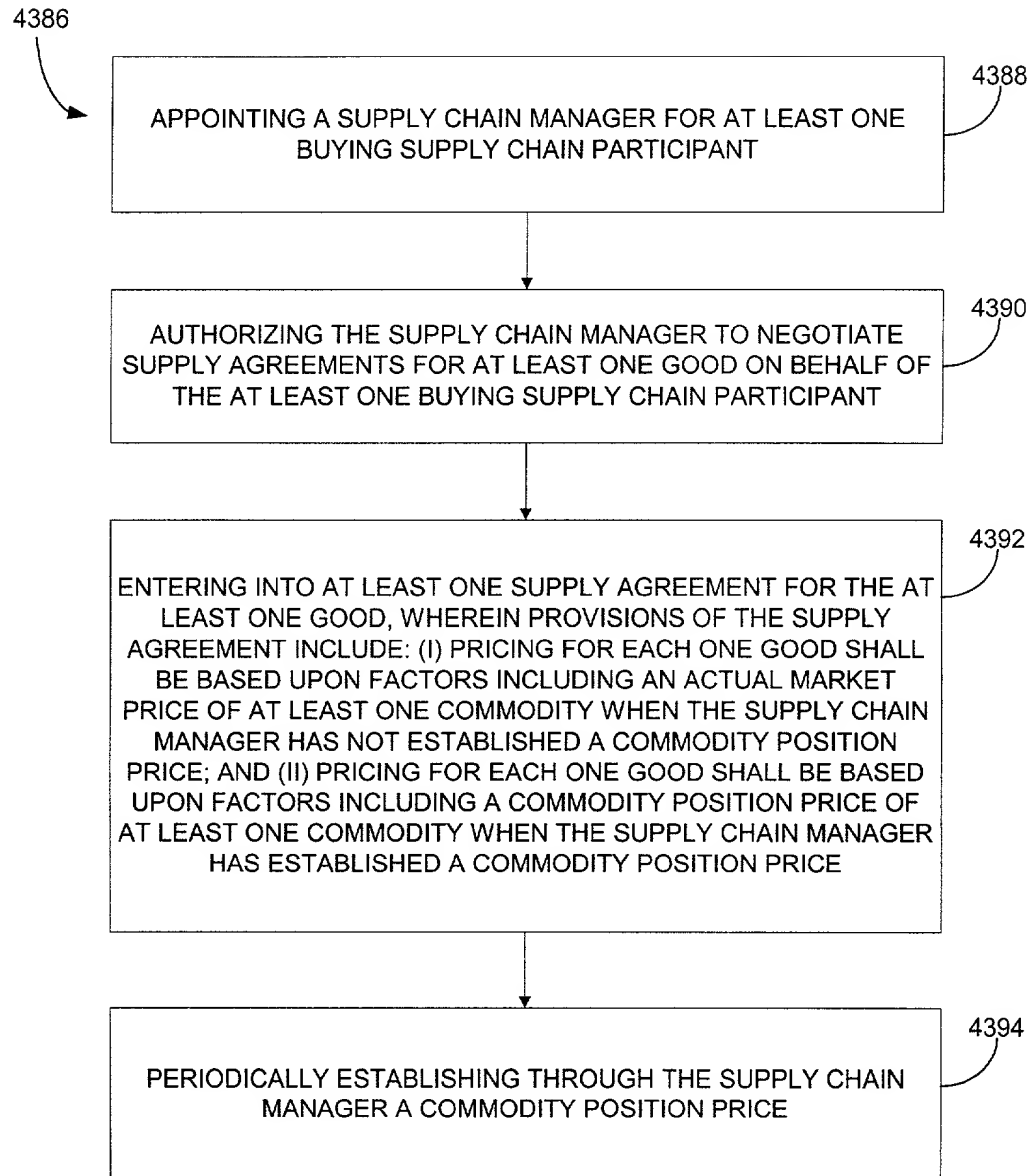 4386
4388
APPOINTING A SUPPLY CHAIN MANAGER FOR AT LEAST ONE
BUYING SUPPLY CHAIN PARTICIPANT
4390
AUTHORIZING THE SUPPLY CHAIN MANAGER TO NEGOTIATE
SUPPLY AGREEMENTS FOR AT LEAST ONE GOOD ON BEHALF OF
THE AT LEAST ONE BUYING SUPPLY CHAIN PARTICIPANT
4392
ENTERING INTO AT LEAST ONE SUPPLY AGREEMENT FOR THE AT
LEAST ONE GOOD, WHEREIN PROVISIONS OF THE SUPPLY
AGREEMENT INCLUDE: (I) PRICING FOR EACH ONE GOOD SHALL
BE BASED UPON FACTORS INCLUDING AN ACTUAL MARKET
PRICE OF AT LEAST ONE COMMODITY WHEN THE SUPPLY CHAIN
MANAGER HAS NOT ESTABLISHED A COMMODITY POSITION
PRICE; AND (II) PRICING FOR EACH ONE GOOD SHALL BE BASED
UPON FACTORS INCLUDING A COMMODITY POSITION PRICE OF
AT LEAST ONE COMMODITY WHEN THE SUPPLY CHAIN MANAGER
HAS ESTABLISHED A COMMODITY POSITION PRICE
4394
PERIODICALLY ESTABLISHING THROUGH THE SUPPLY CHAIN
MANAGER A COMMODITY POSITION PRICE